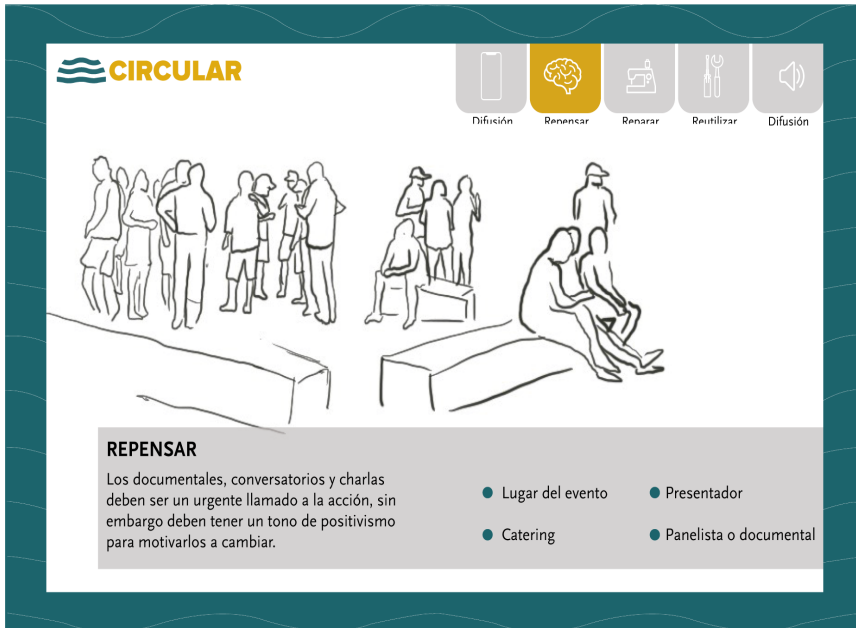 CIRCULAR
Difusión
Repensar
Reparar
Reutilizar
Difusión
REPENSAR
Los documentales, conversatorios y charlas
deben ser un urgente llamado a la acción, sin
embargo deben tener un tono de positivismo
para motivarlos a cambiar.
Lugar del evento
Presentador
Catering
Panelista o documental